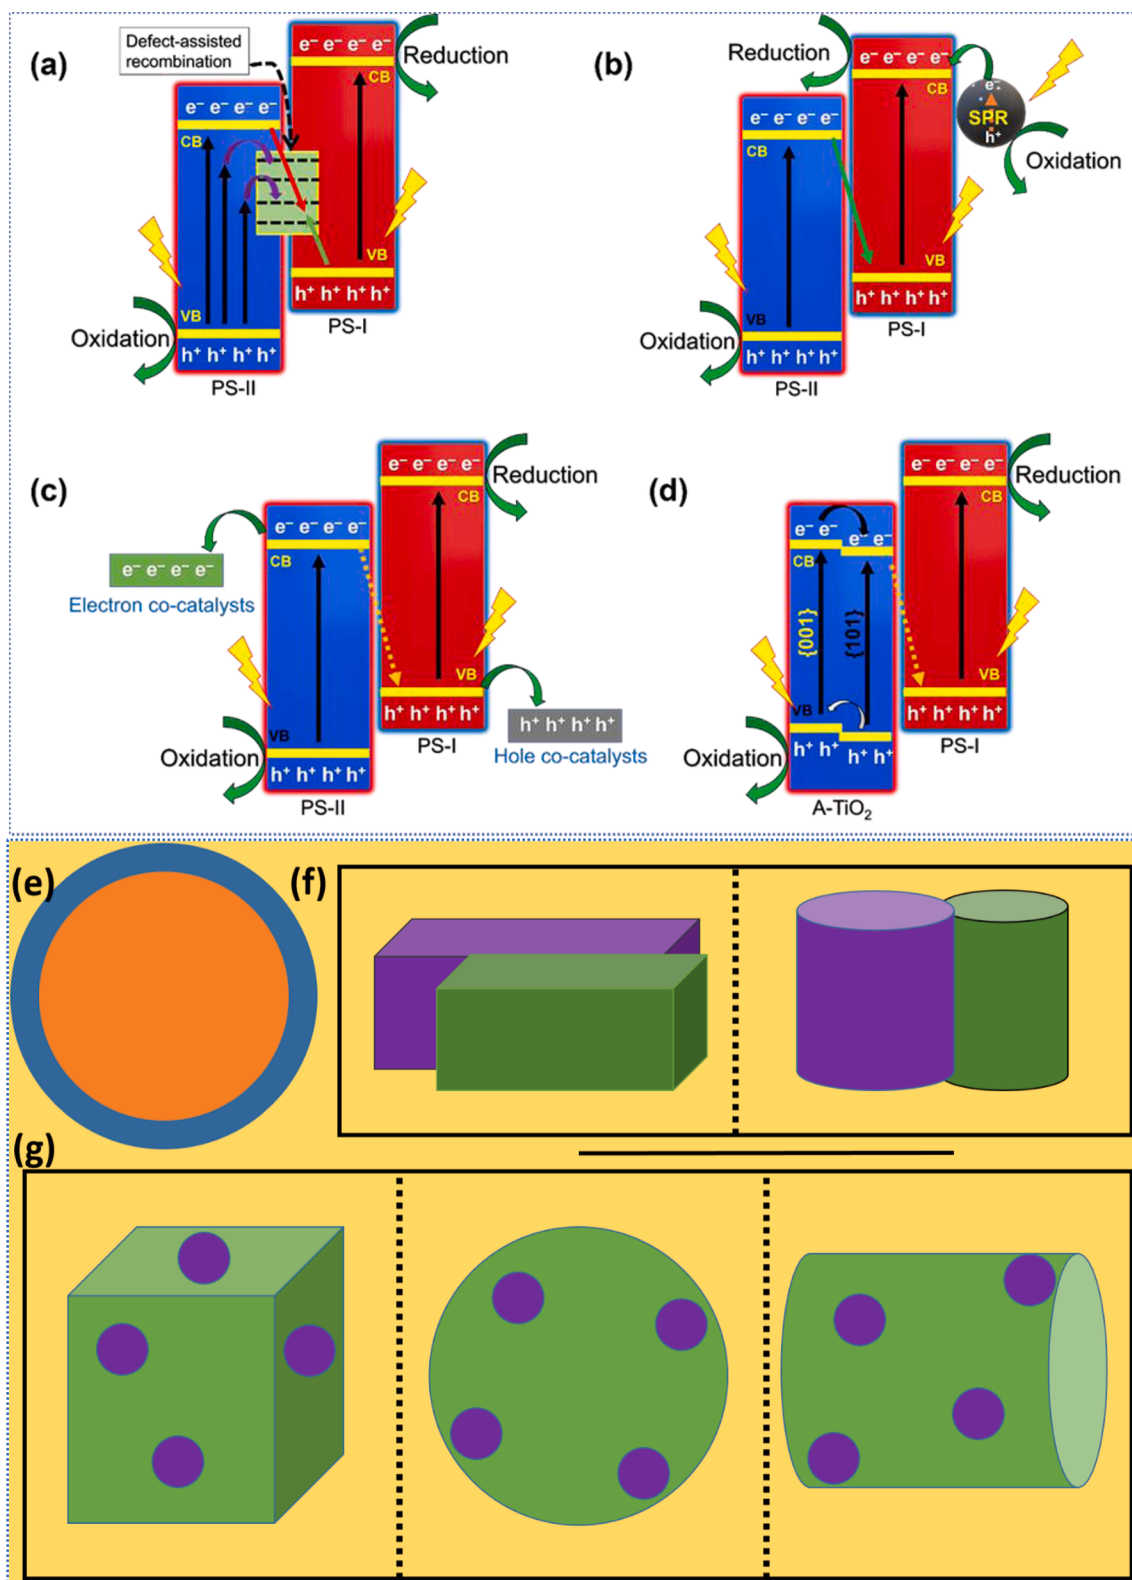 (a)
Defect-assisted
recombination
e⁻ e⁻ e⁻ e⁻
CB
Reduction
e⁻ e⁻ e⁻ e⁻
CB
VB
VB
Oxidation
h⁺ h⁺ h⁺ h⁺
h⁺ h⁺ h⁺ h⁺
PS-I
PS-II
(b)
Reduction
e⁻ e⁻ e⁻ e⁻
CB
e⁻
SPR
h⁺
Oxidation
e⁻ e⁻ e⁻ e⁻
CB
VB
h⁺ h⁺ h⁺ h⁺
PS-I
VB
Oxidation
h⁺ h⁺ h⁺ h⁺
PS-II
(c)
e⁻ e⁻ e⁻ e⁻
CB
Reduction
e⁻ e⁻ e⁻ e⁻
CB
e⁻ e⁻ e⁻ e⁻
Electron co-catalysts
VB
h⁺ h⁺ h⁺ h⁺
PS-I
h⁺ h⁺ h⁺ h⁺
Hole co-catalysts
VB
Oxidation
h⁺ h⁺ h⁺ h⁺
PS-II
(d)
e⁻ e⁻ e⁻ e⁻
CB
Reduction
e⁻ e⁻
e⁻ e⁻
CB
{001}
{101}
VB
VB
h⁺ h⁺ h⁺ h⁺
PS-I
Oxidation
h⁺ h⁺
h⁺ h⁺
A-TiO₂
(e)
(f)
(g)